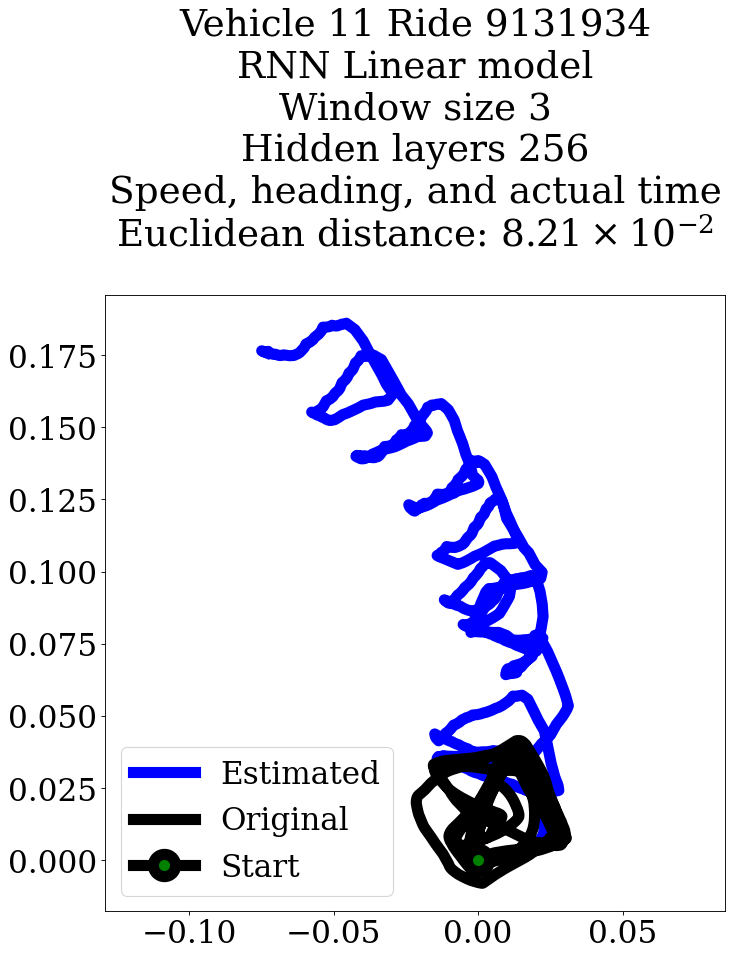 Vehicle 11 Ride 9131934
RNN Linear model
Window size 3
Hidden layers 256
Speed, heading, and actual time
Euclidean distance: 8.21 × 10⁻²
0.175
0.150
0.125
0.100
0.075
0.050
0.025
0.000
Estimated
Original
Start
−0.10 −0.05 0.00 0.05